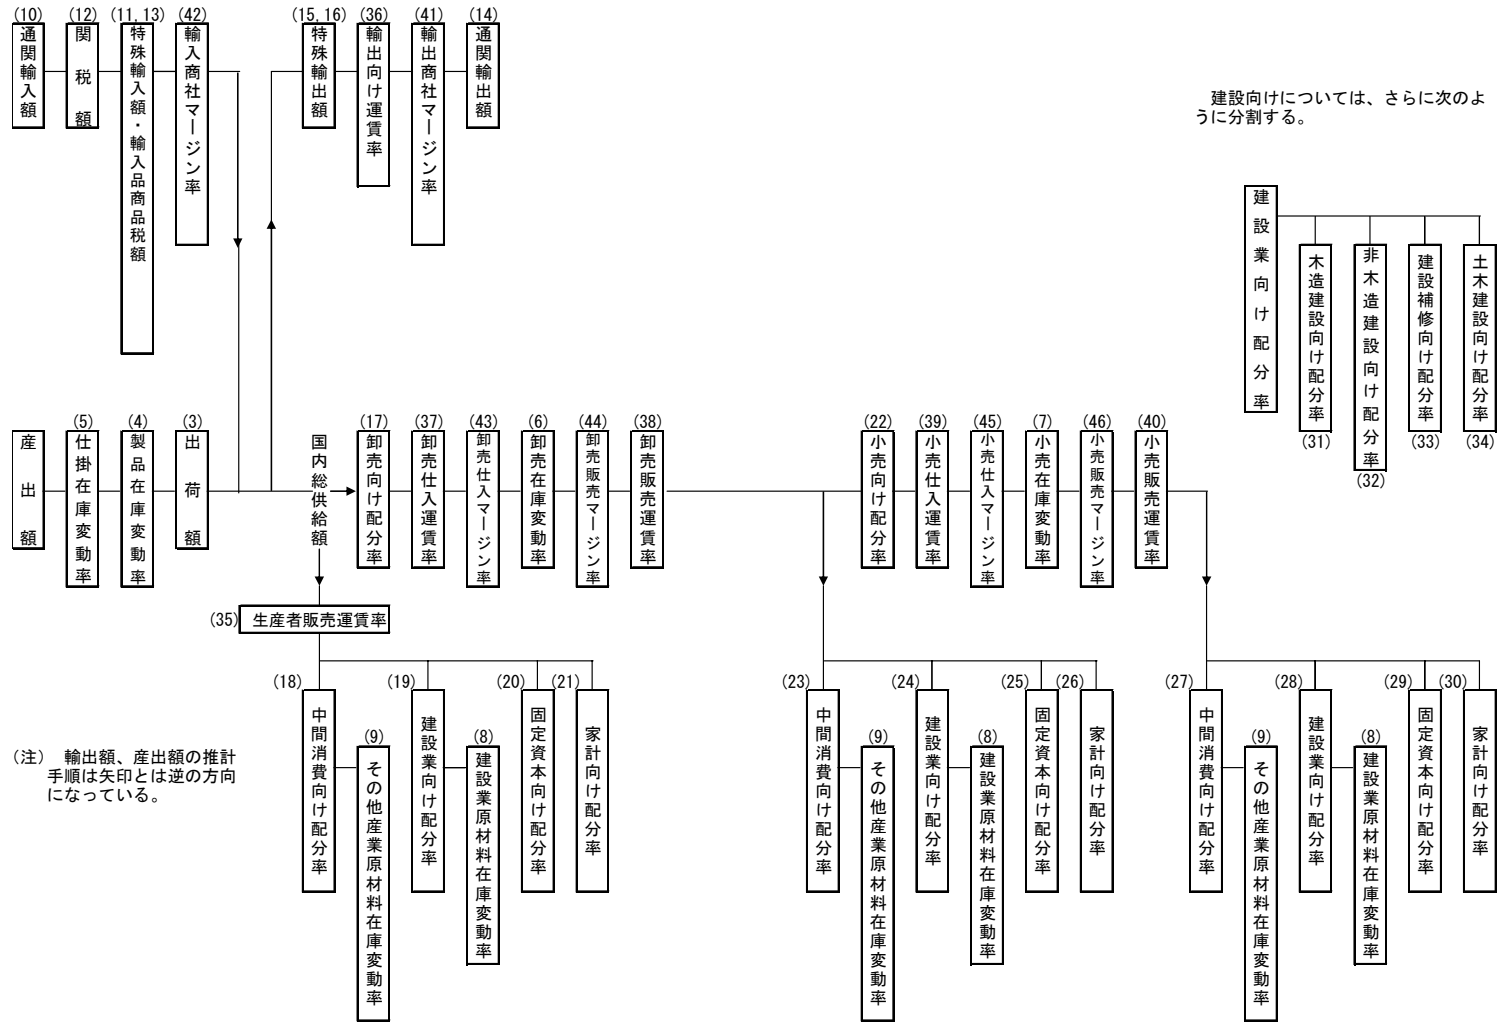 (10)
通関輸入額
(12)
関税額
(11, 13)
特殊輸入額・輸入品商品税額
(42)
輸入商社マージン率
(15, 16)
特殊輸出額
(36)
輸出向け運賃率
(41)
輸出商社マージン率
(14)
通関輸出額
建設向けについては、さらに次のよ
うに分割する。
建設業向け配分率
木造建設向け配分率
(31)
非木造建設向け配分率
(32)
建設補修向け配分率
(33)
土木建設向け配分率
(34)
産出額
(5)
仕掛在庫変動率
(4)
製品在庫変動率
(3)
出荷額
国内総供給額
(17)
卸売向け配分率
(37)
卸売仕入運賃率
(43)
卸売仕入マージン率
(6)
卸売在庫変動率
(44)
卸売販売マージン率
(38)
卸売販売運賃率
(22)
小売向け配分率
(39)
小売仕入運賃率
(45)
小売仕入マージン率
(7)
小売在庫変動率
(46)
小売販売マージン率
(40)
小売販売運賃率
(35)
生産者販売運賃率
(18)
中間消費向け配分率
(9)
その他産業原材料在庫変動率
(19)
建設業向け配分率
(8)
建設業原材料在庫変動率
(20)
固定資本向け配分率
(21)
家計向け配分率
(23)
中間消費向け配分率
(9)
その他産業原材料在庫変動率
(24)
建設業向け配分率
(8)
建設業原材料在庫変動率
(25)
固定資本向け配分率
(26)
家計向け配分率
(27)
中間消費向け配分率
(9)
その他産業原材料在庫変動率
(28)
建設業向け配分率
(8)
建設業原材料在庫変動率
(29)
固定資本向け配分率
(30)
家計向け配分率
(注) 輸出額、産出額の推計
手順は矢印とは逆の方向
になっている。